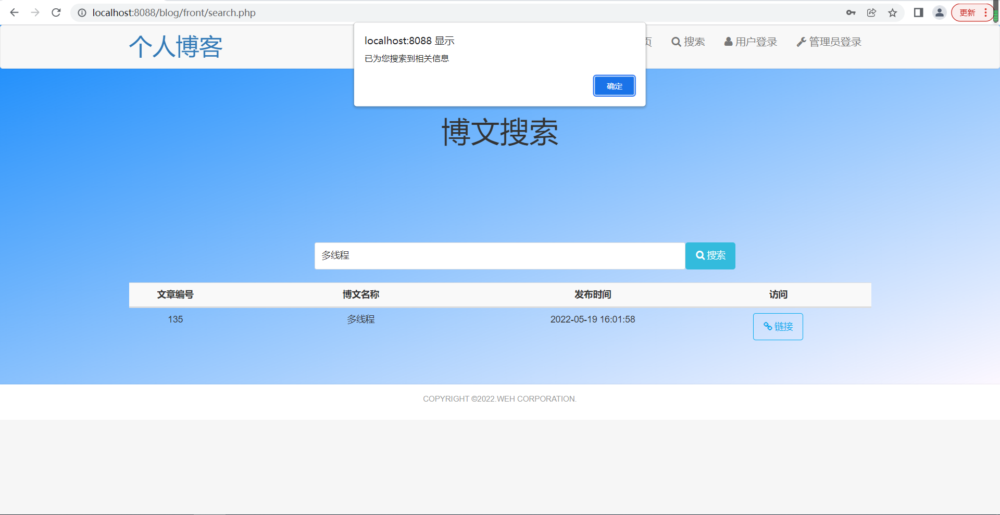 localhost:8088/blog/front/search.php
更新
localhost:8088 显示
已为您搜索到相关信息
确定
个人博客
页
搜索
用户登录
管理员登录
博文搜索
多线程
搜索
文章编号 博文名称 发布时间 访问
135 多线程 2022-05-19 16:01:58 链接
COPYRIGHT ©2022.WEH CORPORATION.